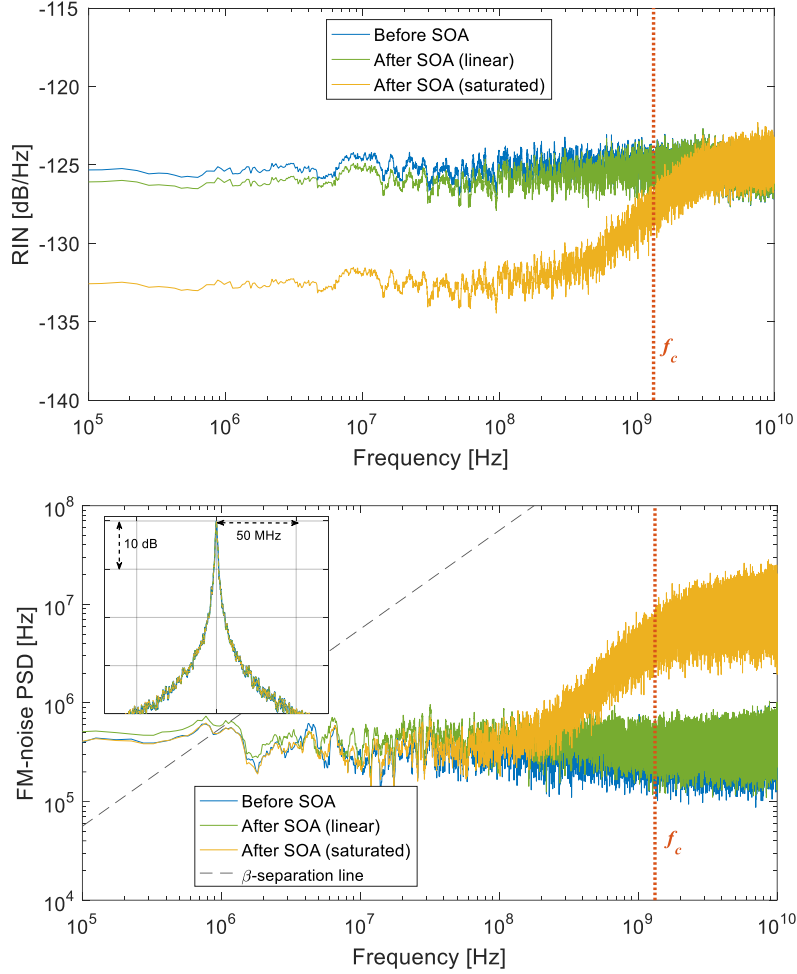 -115
-120
-125
-130
-135
-140
RIN [dB/Hz]
Before SOA
After SOA (linear)
After SOA (saturated)
f_c
10^5
10^6
10^7
10^8
10^9
10^10
Frequency [Hz]
10^8
10^7
10^6
10^5
10^4
FM-noise PSD [Hz]
10 dB
50 MHz
Before SOA
After SOA (linear)
After SOA (saturated)
β-separation line
f_c
10^5
10^6
10^7
10^8
10^9
10^10
Frequency [Hz]